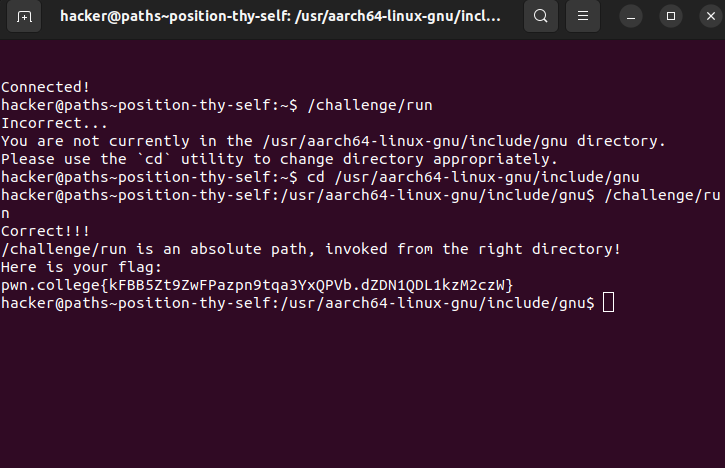 hacker@paths~position-thy-self: /usr/aarch64-linux-gnu/incl...
Connected!
hacker@paths~position-thy-self:~$ /challenge/run
Incorrect...
You are not currently in the /usr/aarch64-linux-gnu/include/gnu directory.
Please use the `cd` utility to change directory appropriately.
hacker@paths~position-thy-self:~$ cd /usr/aarch64-linux-gnu/include/gnu
hacker@paths~position-thy-self:/usr/aarch64-linux-gnu/include/gnu$ /challenge/ru
n
Correct!!!
/challenge/run is an absolute path, invoked from the right directory!
Here is your flag:
pwn.college{kFBB5Zt9ZwFPazpn9tqa3YxQPVb.dZDN1QDL1kzM2czW}
hacker@paths~position-thy-self:/usr/aarch64-linux-gnu/include/gnu$